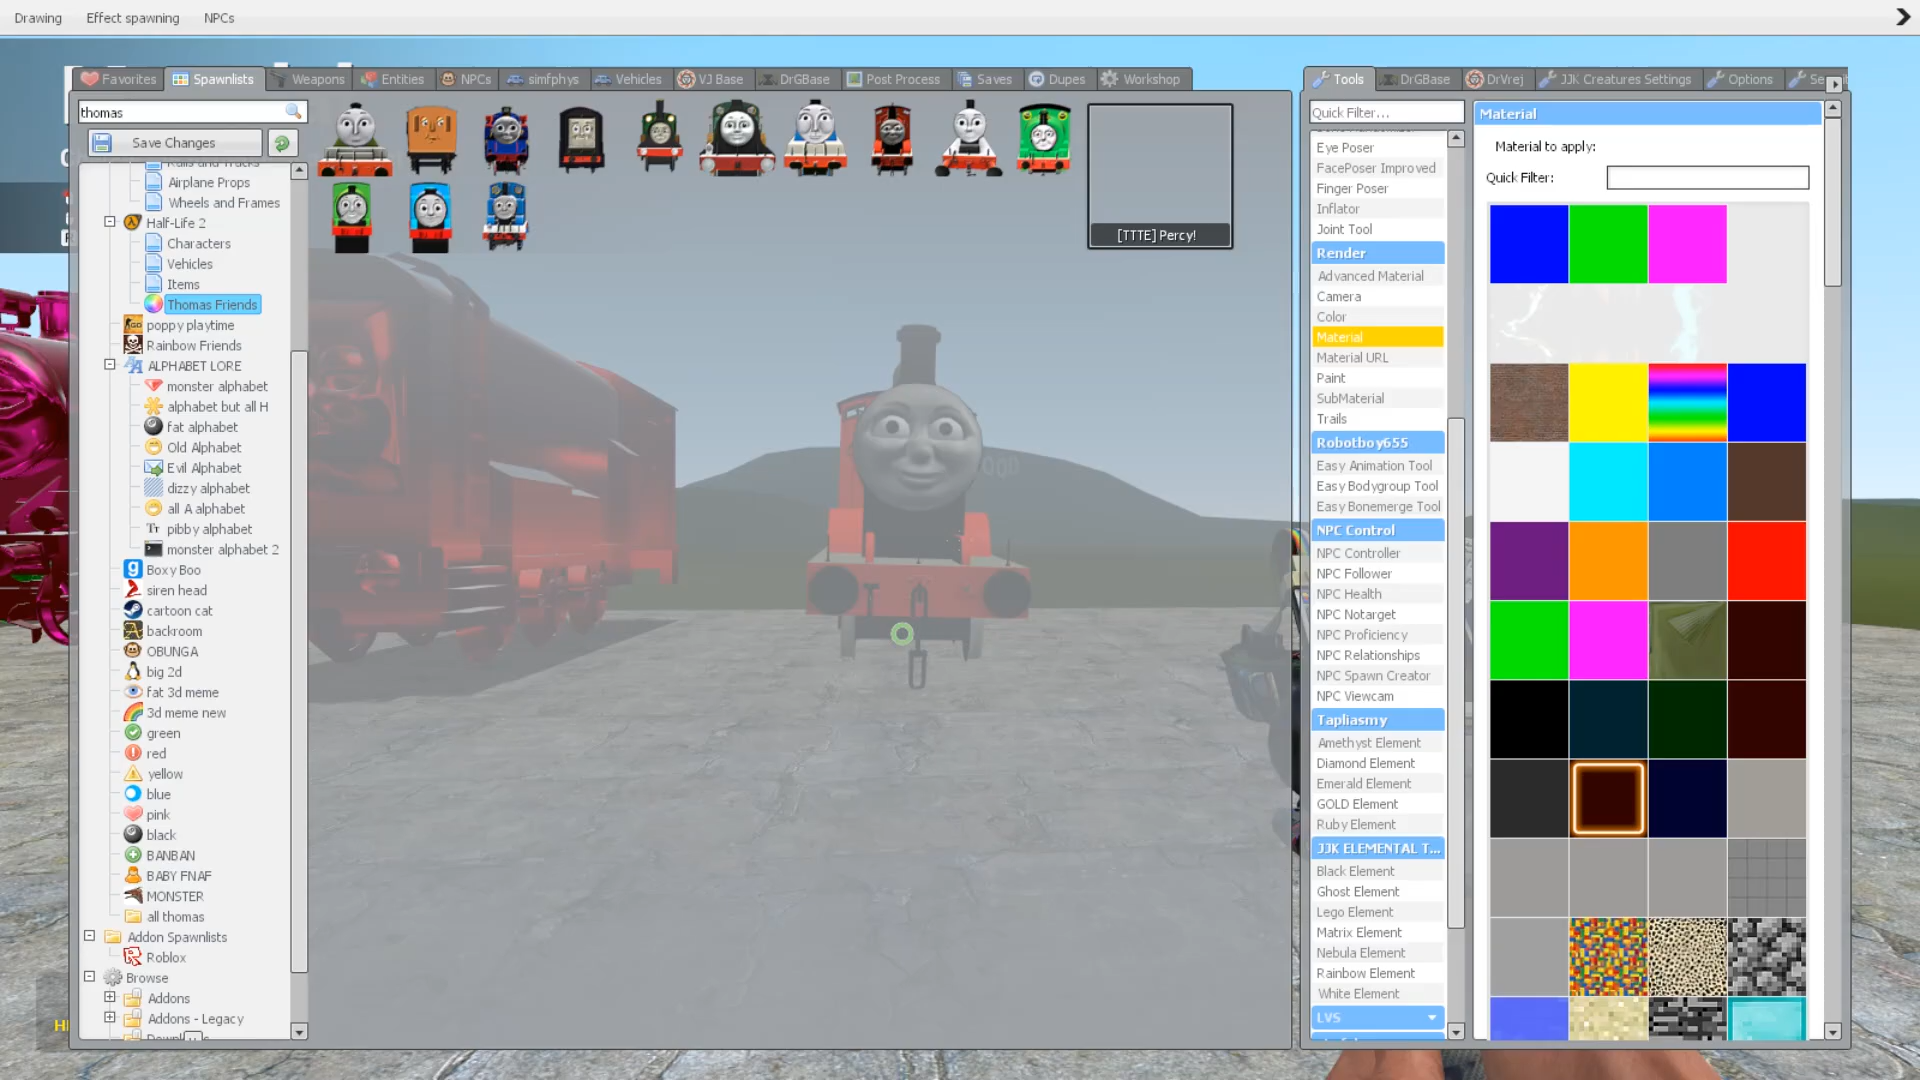 Drawing Effect spawning NPCs
Favorites Spawnlists Weapons Entities NPCs simfphys Vehicles VJ Base DrGBase Post Process Saves Dupes Workshop
thomas
Save Changes
Rails and Tracks
Airplane Props
Wheels and Frames
Half-Life 2
Characters
Vehicles
Items
Thomas Friends
poppy playtime
Rainbow Friends
ALPHABET LORE
monster alphabet
alphabet but all H
fat alphabet
Old Alphabet
Evil Alphabet
dizzy alphabet
all A alphabet
pibby alphabet
monster alphabet 2
Boxy Boo
siren head
cartoon cat
backroom
OBUNGA
big 2d
fat 3d meme
3d meme new
green
red
yellow
blue
pink
black
BANBAN
BABY FNAF
MONSTER
all thomas
Addon Spawnlists
Roblox
Browse
Addons
Addons - Legacy
[TTTE] Percy!
Tools DrGBase DrVrej JJK Creatures Settings Options
Quick Filter...
Eye Poser
FacePoser Improved
Finger Poser
Inflator
Joint Tool
Render
Advanced Material
Camera
Color
Material
Material URL
Paint
SubMaterial
Trails
Robotboy655
Easy Animation Tool
Easy Bodygroup Tool
Easy Bonemerge Tool
NPC Control
NPC Controller
NPC Follower
NPC Health
NPC Notarget
NPC Proficiency
NPC Relationships
NPC Spawn Creator
NPC Viewcam
Tapliasmy
Amethyst Element
Diamond Element
Emerald Element
GOLD Element
Ruby Element
JJK ELEMENTAL T...
Black Element
Ghost Element
Lego Element
Matrix Element
Nebula Element
Rainbow Element
White Element
LVS
Material
Material to apply:
Quick Filter: